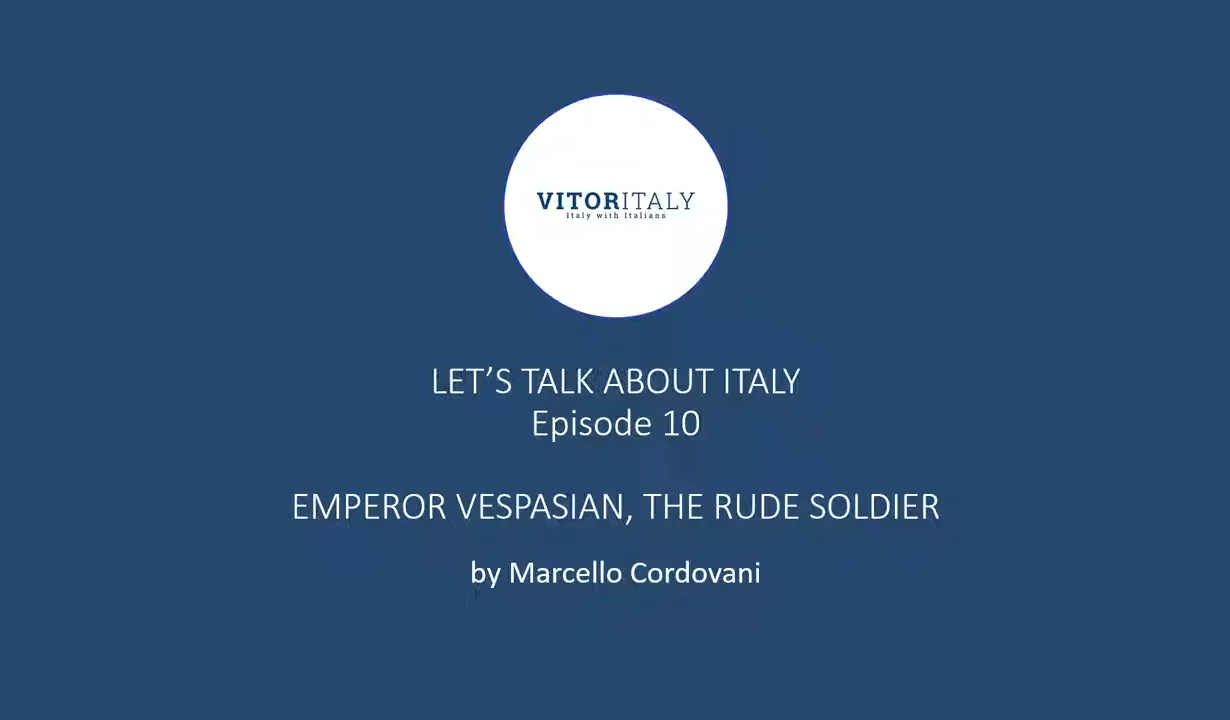 VITORITALY
Italy with Italians
LET’S TALK ABOUT ITALY
Episode 10
EMPEROR VESPASIAN, THE RUDE SOLDIER
by Marcello Cordovani